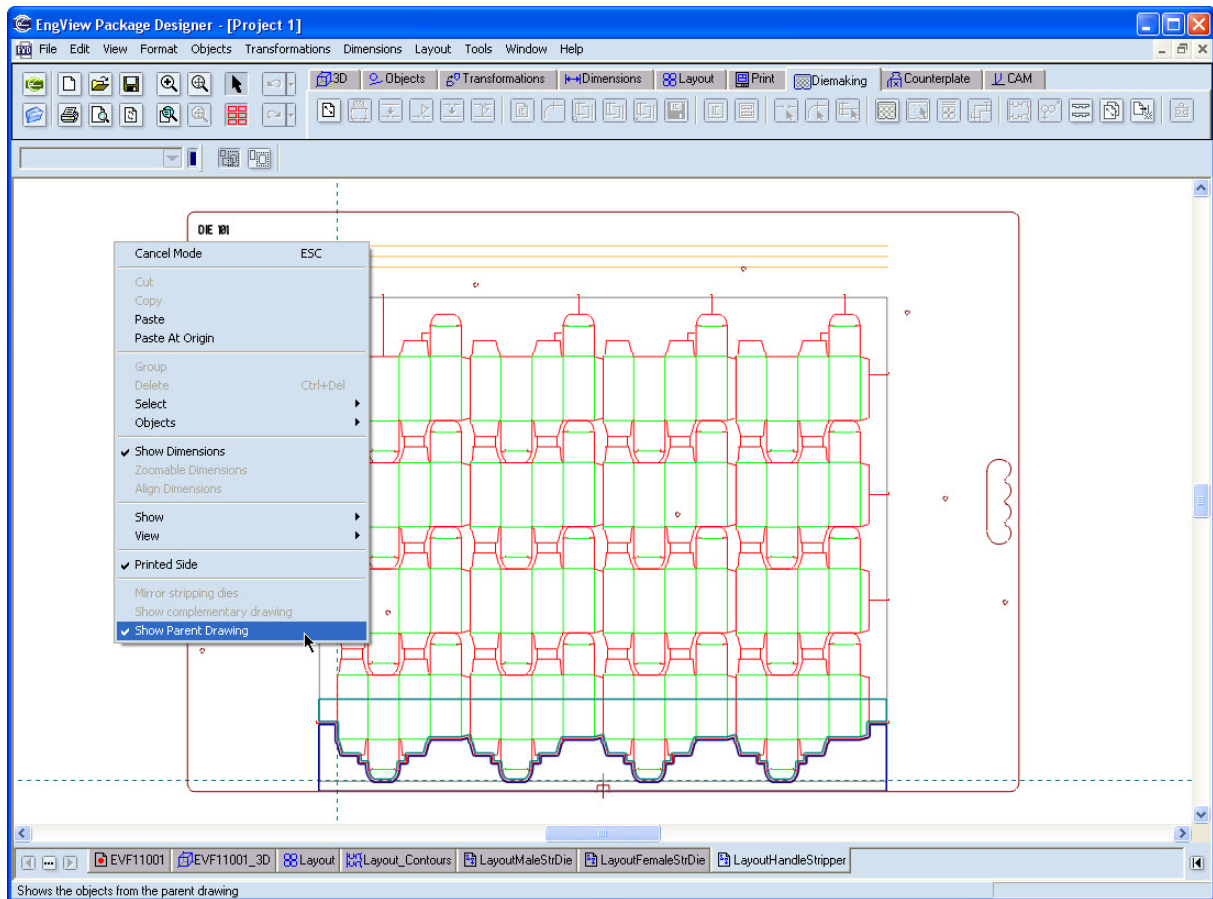 EngView Package Designer - [Project 1]
File Edit View Format Objects Transformations Dimensions Layout Tools Window Help
3D Objects Transformations Dimensions Layout Print Diemaking Counterplate CAM
DIE 101
Cancel Mode ESC
Cut
Copy
Paste
Paste At Origin
Group
Delete Ctrl+Del
Select
Objects
Show Dimensions
Zoomable Dimensions
Align Dimensions
Show
View
Printed Side
Mirror stripping dies
Show complementary drawing
Show Parent Drawing
EVF11001 EVF11001_3D Layout Layout_Contours LayoutMaleStrDie LayoutFemaleStrDie LayoutHandleStripper
Shows the objects from the parent drawing